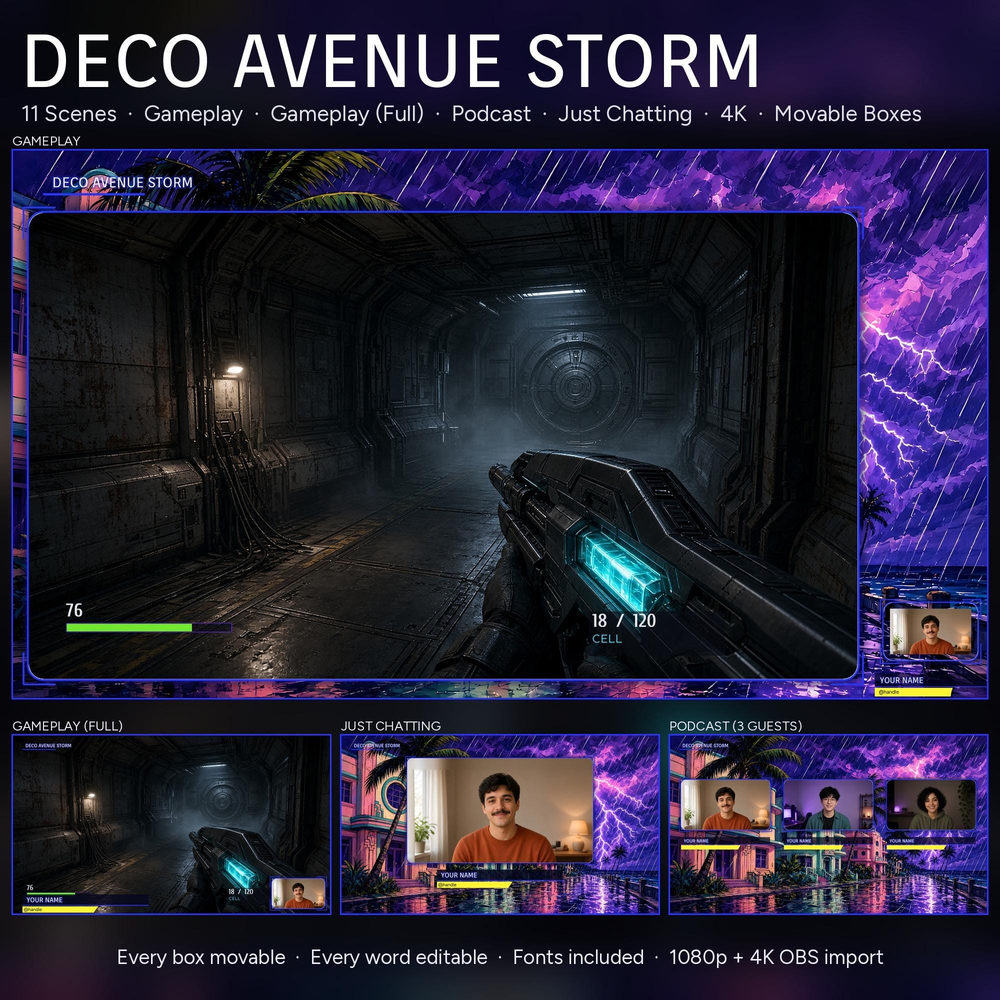 DECO AVENUE STORM
11 Scenes · Gameplay · Gameplay (Full) · Podcast · Just Chatting · 4K · Movable Boxes
GAMEPLAY
DECO AVENUE STORM
76
18 / 120
CELL
YOUR NAME
@handle
GAMEPLAY (FULL)
JUST CHATTING
PODCAST (3 GUESTS)
DECO AVENUE STORM
76
18 / 120
CELL
YOUR NAME
@handle
DECO AVENUE STORM
YOUR NAME
@handle
DECO AVENUE STORM
YOUR NAME
YOUR NAME
YOUR NAME
Every box movable · Every word editable · Fonts included · 1080p + 4K OBS import